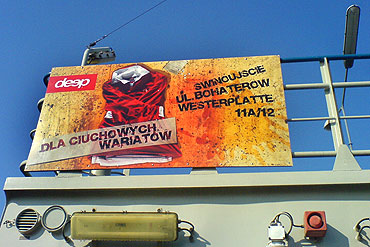 deep
DLA CIUCHOWYCH
WARIATÓW
ŚWINOUJŚCIE
UL. BOHATERÓW
WESTERPLATTE
11A/12